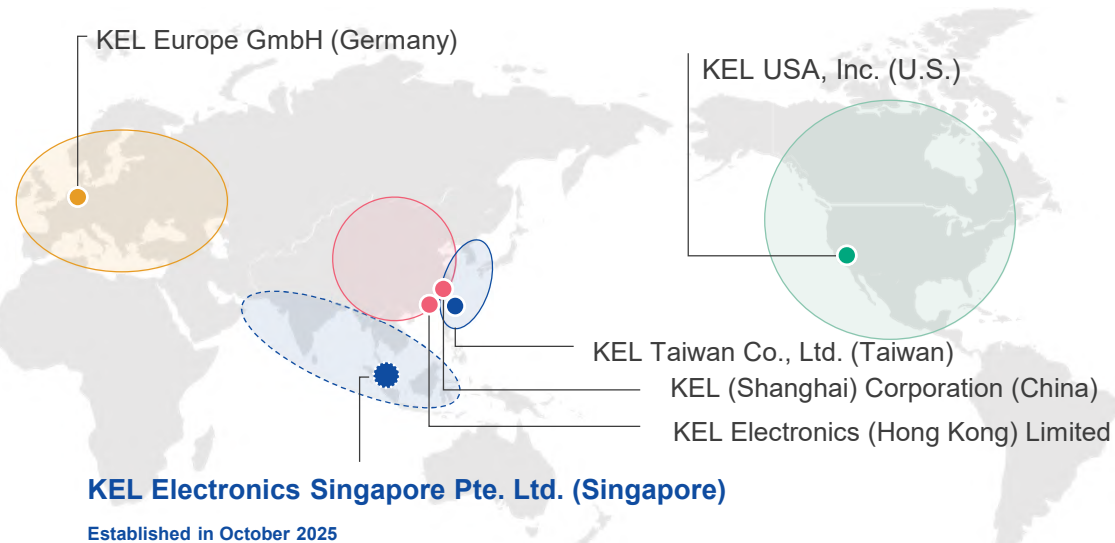 KEL Europe GmbH (Germany)
KEL USA, Inc. (U.S.)
KEL Taiwan Co., Ltd. (Taiwan)
KEL (Shanghai) Corporation (China)
KEL Electronics (Hong Kong) Limited
KEL Electronics Singapore Pte. Ltd. (Singapore)
Established in October 2025